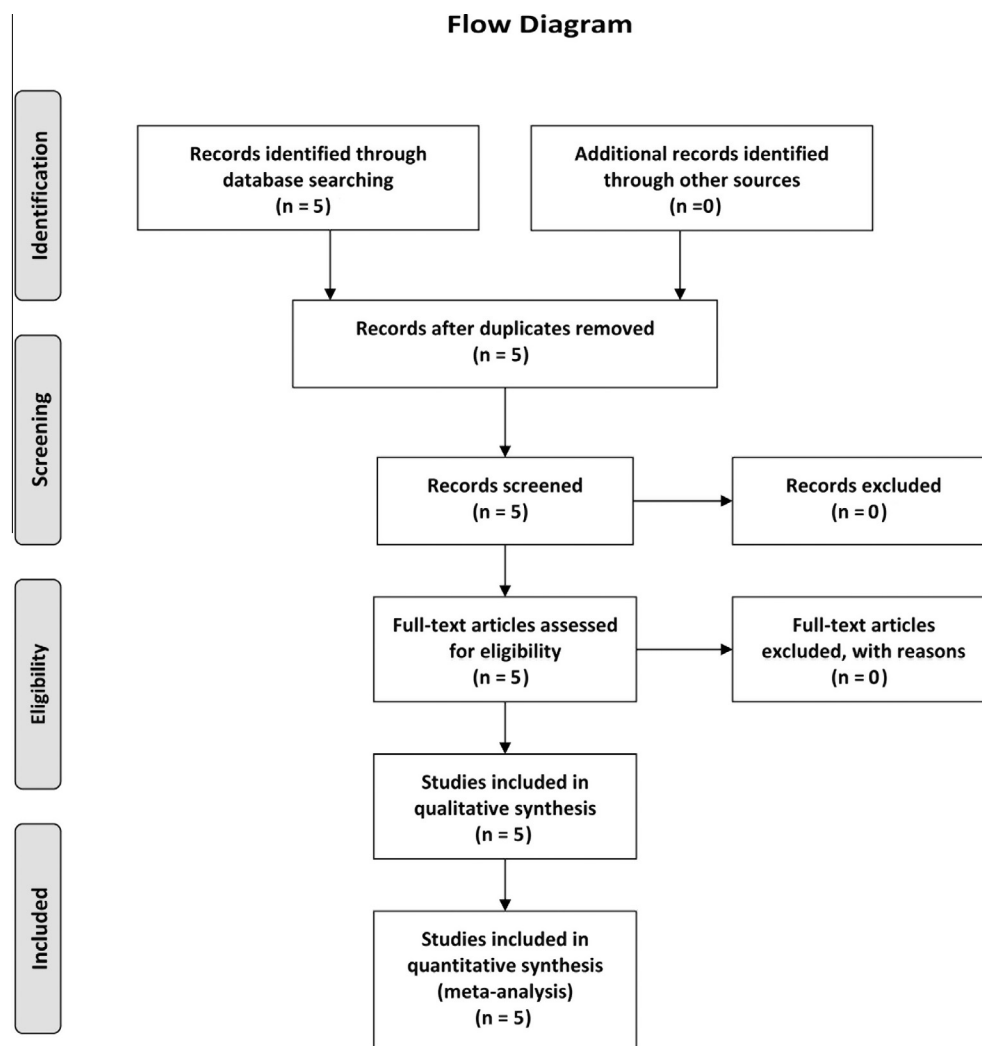 Flow Diagram
Identification
Records identified through
database searching
(n = 5)
Additional records identified
through other sources
(n =0)
Records after duplicates removed
(n = 5)
Screening
Records screened
(n = 5)
Records excluded
(n = 0)
Eligibility
Full-text articles assessed
for eligibility
(n = 5)
Full-text articles
excluded, with reasons
(n = 0)
Studies included in
qualitative synthesis
(n = 5)
Included
Studies included in
quantitative synthesis
(meta-analysis)
(n = 5)